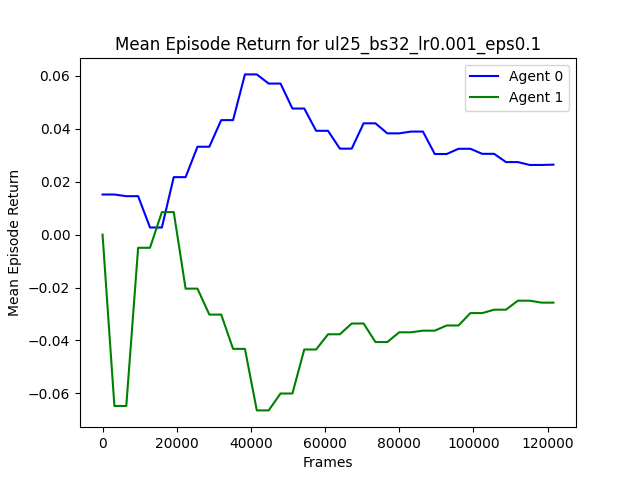 Mean Episode Return for ul25_bs32_lr0.001_eps0.1
Agent 0
Agent 1
Mean Episode Return
0.06
0.04
0.02
0.00
−0.02
−0.04
−0.06
0 20000 40000 60000 80000 100000 120000
Frames